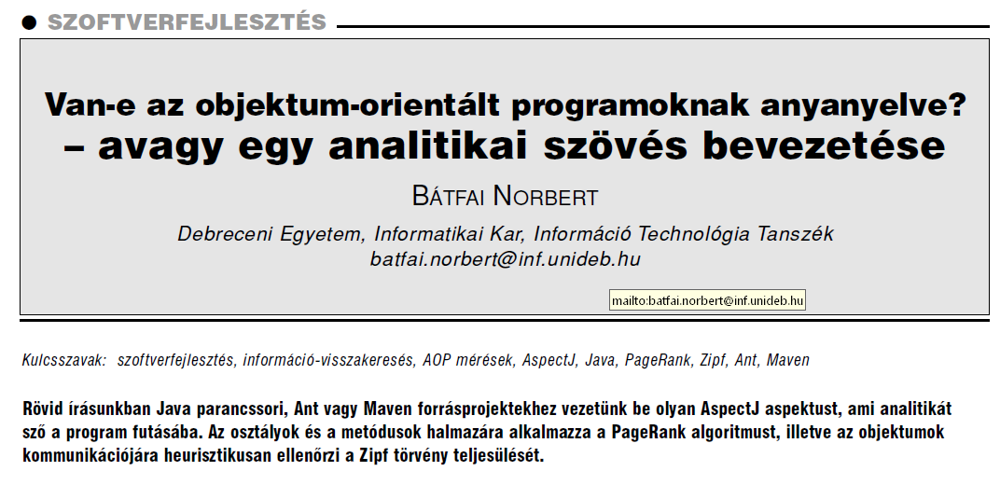 ● SZOFTVERFEJLESZTÉS
Van-e az objektum-orientált programoknak anyanyelve?
– avagy egy analitikai szövés bevezetése
BÁTFAI NORBERT
Debreceni Egyetem, Informatikai Kar, Információ Technológia Tanszék
batfai.norbert@inf.unideb.hu
mailto:batfai.norbert@inf.unideb.hu
Kulcsszavak: szoftverfejlesztés, információ-visszakeresés, AOP mérések, AspectJ, Java, PageRank, Zipf, Ant, Maven
Rövid írásunkban Java parancssori, Ant vagy Maven forrásprojektekhez vezetünk be olyan AspectJ aspektust, ami analitikát
sző a program futásába. Az osztályok és a metódusok halmazára alkalmazza a PageRank algoritmust, illetve az objektumok
kommunikációjára heurisztikusan ellenőrzi a Zipf törvény teljesülését.